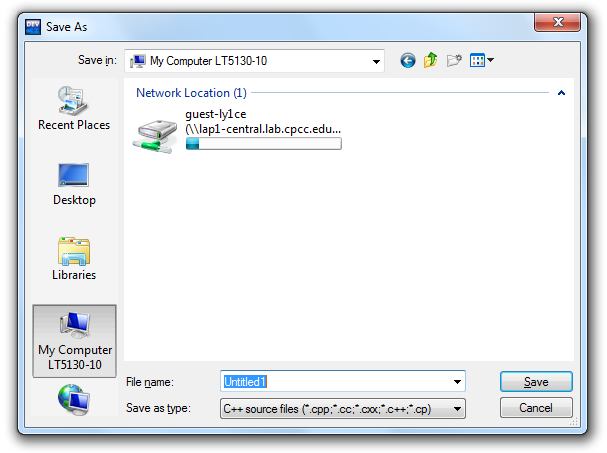 DEV
Save As
Save in:
My Computer LT5130-10
Recent Places
Desktop
Libraries
My Computer
LT5130-10
Network Location (1)
guest-ly1ce
(\\lap1-central.lab.cpcc.edu...
File name:
Untitled1
Save
Save as type:
C++ source files (*.cpp;*.cc;*.cxx;*.c++;*.cp)
Cancel